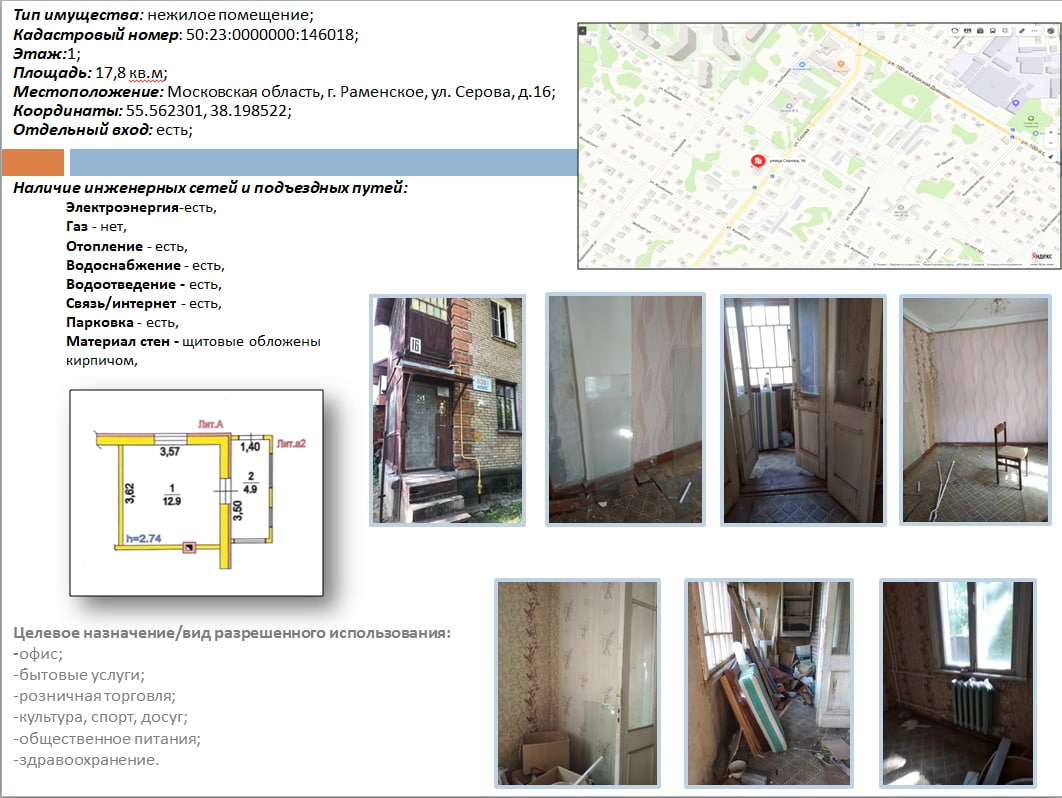 Тип имущества: нежилое помещение;
Кадастровый номер: 50:23:0000000:146018;
Этаж:1;
Площадь: 17,8 кв.м;
Местоположение: Московская область, г. Раменское, ул. Серова, д.16;
Координаты: 55.562301, 38.198522;
Отдельный вход: есть;
улица Серова, 16
ул. Серова
Яндекс
Наличие инженерных сетей и подъездных путей:
Электроэнергия-есть,
Газ - нет,
Отопление - есть,
Водоснабжение - есть,
Водоотведение - есть,
Связь/интернет - есть,
Парковка - есть,
Материал стен - щитовые обложены
кирпичом,
16
Лит.А
Лит.а2
3,57
1,40
3,62
1
12.9
2
4.9
3,50
h=2.74
Целевое назначение/вид разрешенного использования:
-офис;
-бытовые услуги;
-розничная торговля;
-культура, спорт, досуг;
-общественное питания;
-здравоохранение.